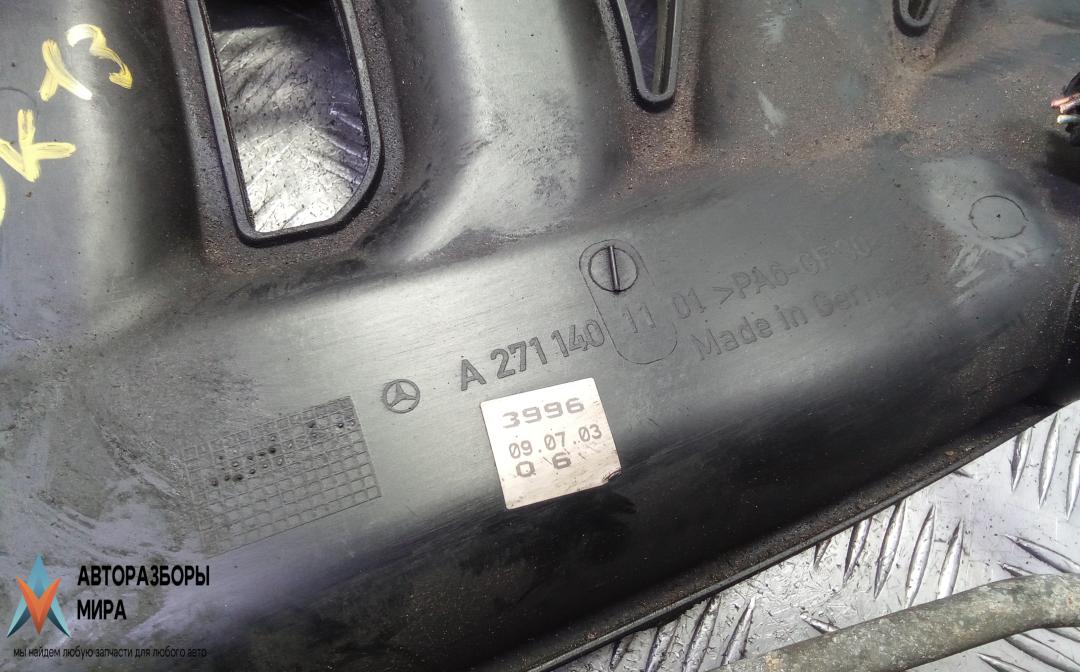 A 271 140 11 01 >PA6-GF30
Made in Germany
3996
09.07.03
Q 6
АВТОРАЗБОРЫ
МИРА
мы найдем любую запчасти для любого авто